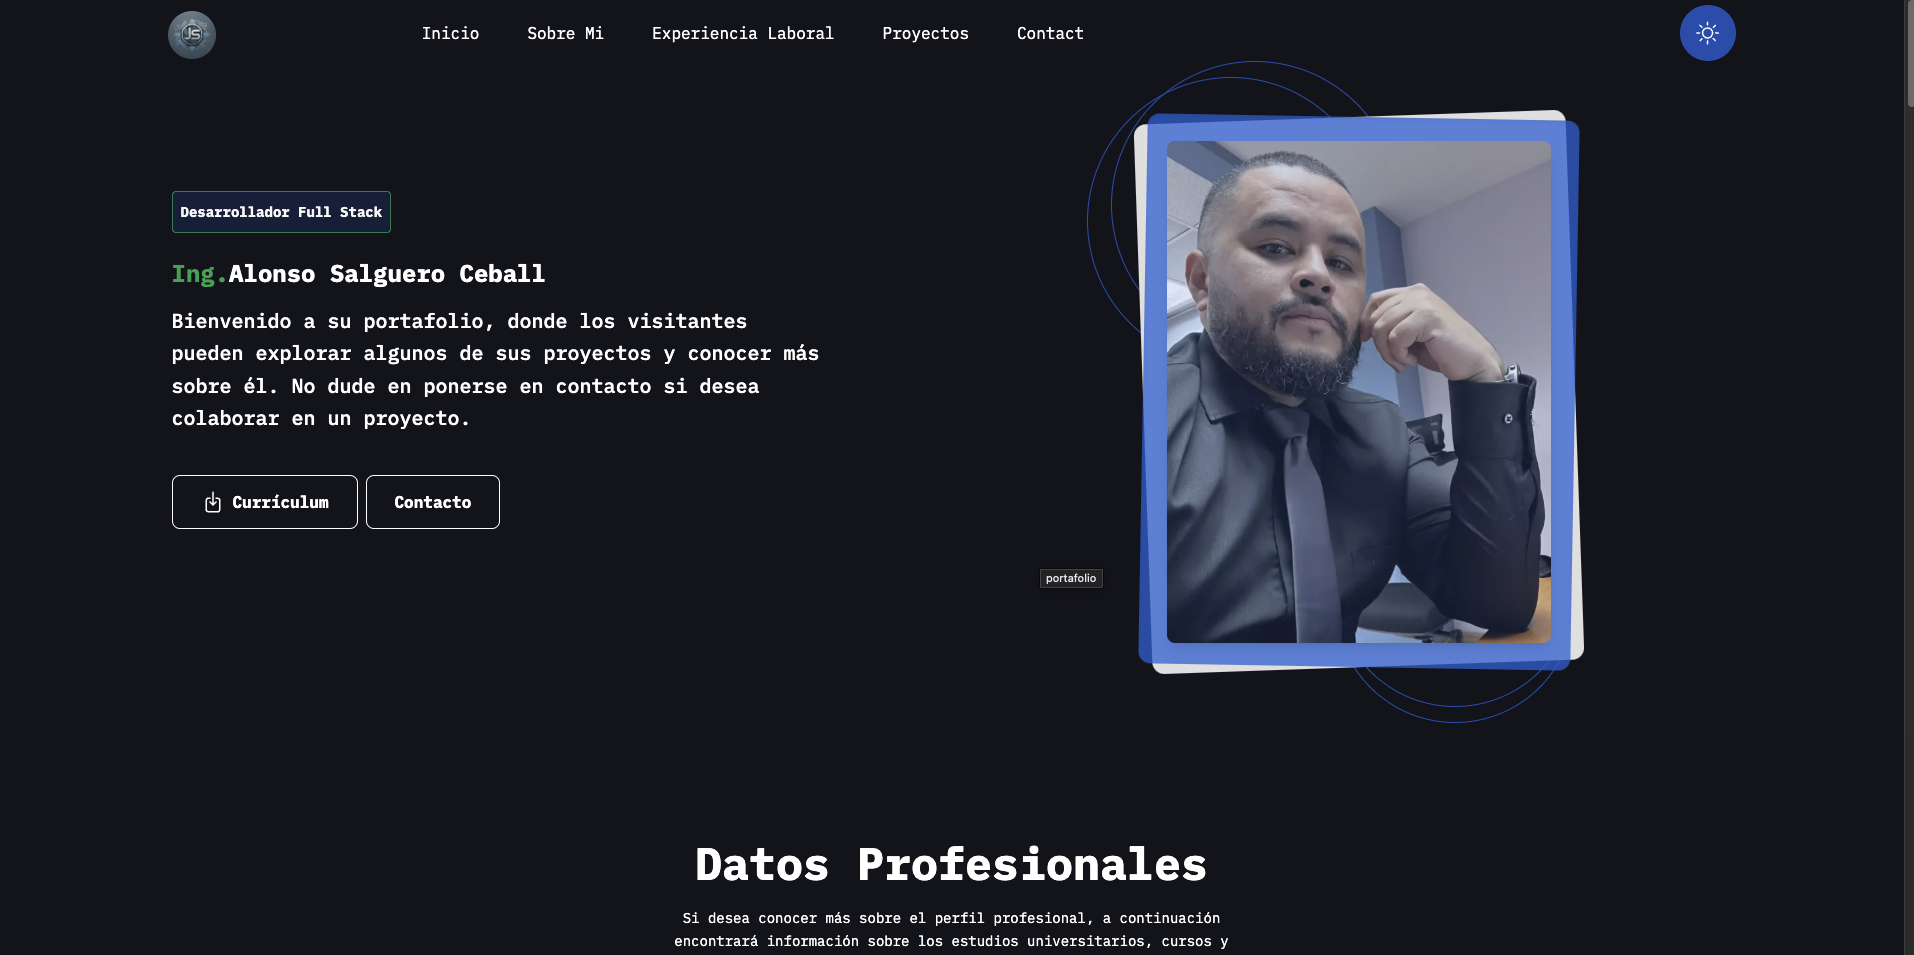 JS
Inicio Sobre Mi Experiencia Laboral Proyectos Contact
Desarrollador Full Stack
Ing.Alonso Salguero Ceball
Bienvenido a su portafolio, donde los visitantes
pueden explorar algunos de sus proyectos y conocer más
sobre él. No dude en ponerse en contacto si desea
colaborar en un proyecto.
Currículum Contacto
portafolio
Datos Profesionales
Si desea conocer más sobre el perfil profesional, a continuación
encontrará información sobre los estudios universitarios, cursos y